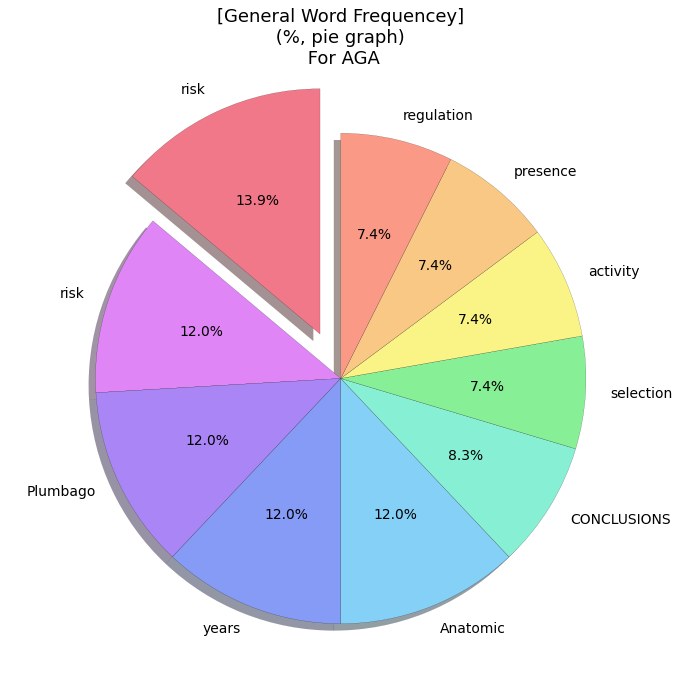 [General Word Frequencey]
(%, pie graph)
For AGA
risk
13.9%
regulation
7.4%
presence
7.4%
activity
7.4%
selection
7.4%
CONCLUSIONS
8.3%
Anatomic
12.0%
years
12.0%
Plumbago
12.0%
risk
12.0%